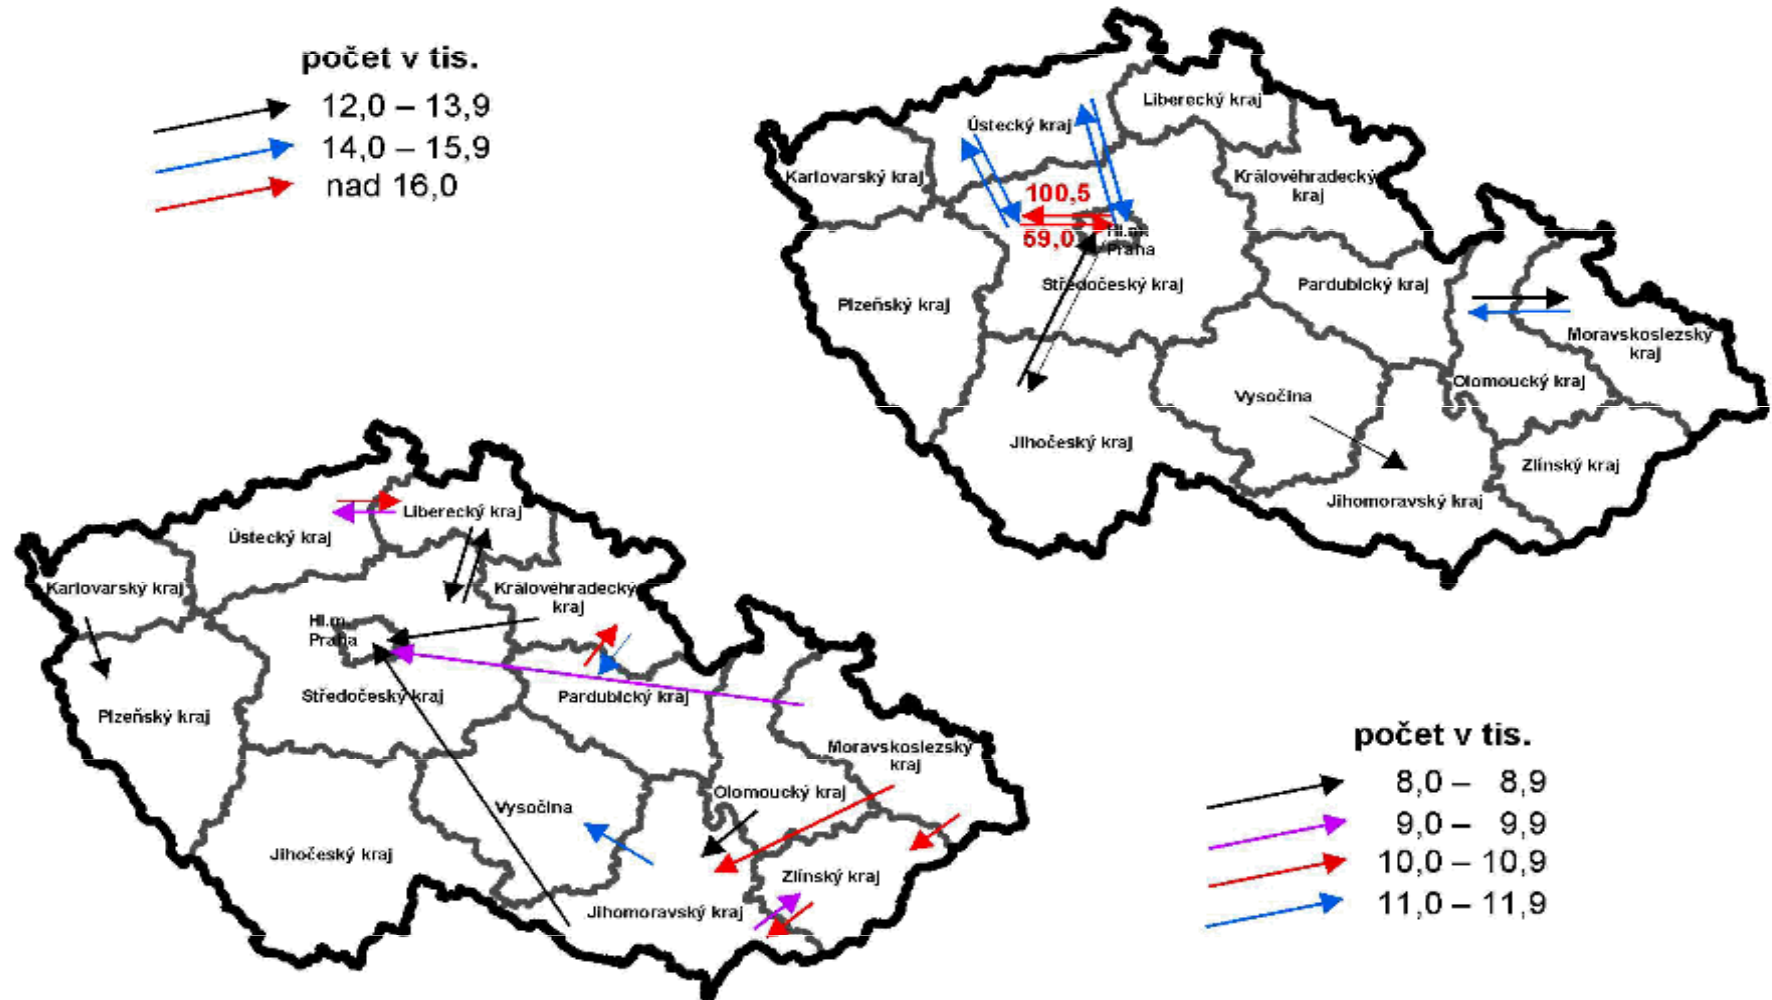 počet v tis.
12,0 – 13,9
14,0 – 15,9
nad 16,0
Liberecký kraj
Ústecký kraj
Karlovarský kraj
Královéhradecký
kraj
100,5
59,0
Hl.m.
Praha
Středočeský kraj
Pardubický kraj
Plzeňský kraj
Moravskoslezský
kraj
Olomoucký kraj
Vysočina
Jihočeský kraj
Zlínský kraj
Jihomoravský kraj
Liberecký kraj
Ústecký kraj
Karlovarský kraj
Královéhradecký
kraj
Hl.m.
Praha
Středočeský kraj
Pardubický kraj
Plzeňský kraj
Moravskoslezský
kraj
Olomoucký kraj
Vysočina
Jihočeský kraj
Zlínský kraj
Jihomoravský kraj
počet v tis.
8,0 – 8,9
9,0 – 9,9
10,0 – 10,9
11,0 – 11,9